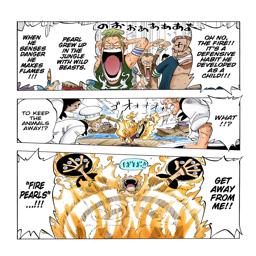 OH NO,
THE FIRE!!
IT'S A
DEFENSIVE
HABIT HE
DEVELOPED
AS A
CHILD!!!
PEARL
GREW UP
IN THE
JUNGLE
WITH WILD
BEASTS.
WHEN
HE
SENSES
DANGER
HE
MAKES
FLAMES
!!!
WHAT
!!?
TO KEEP
THE
ANIMALS
AWAY!?
GET
AWAY
FROM
ME!!
"FIRE
PEARLS"
...!!!